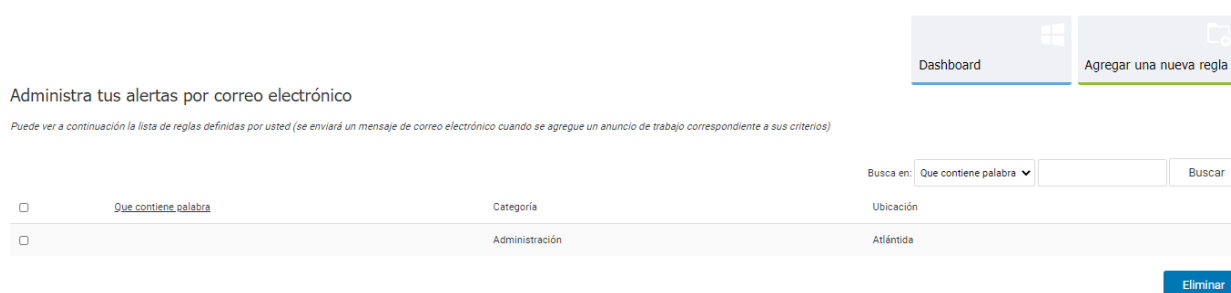 Dashboard
Agregar una nueva regla
Administra tus alertas por correo electrónico
Puede ver a continuación la lista de reglas definidas por usted (se enviará un mensaje de correo electrónico cuando se agregue un anuncio de trabajo correspondiente a sus criterios)
Busca en: Que contiene palabra Buscar
Que contiene palabra Categoría Ubicación
Administración Atlántida
Eliminar